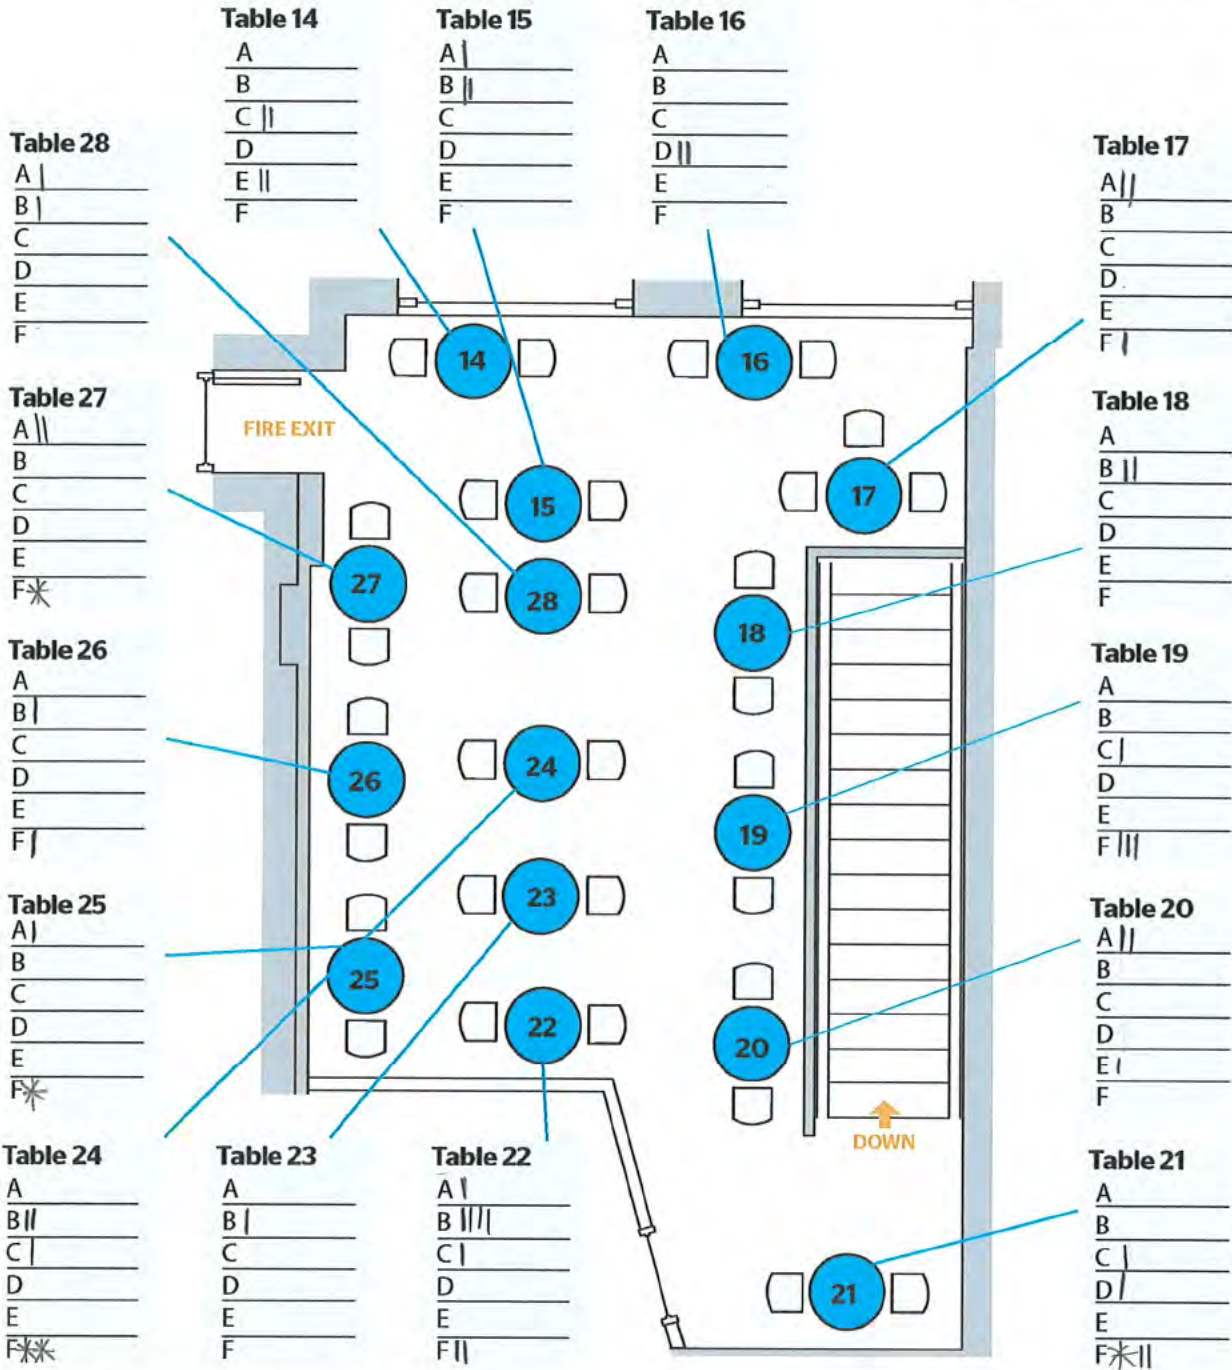 Table 14
A
B
C ||
D
E ||
F
Table 15
A |
B ||
C
D
E
F
Table 16
A
B
C
D ||
E
F
Table 28
A |
B |
C
D
E
F
Table 17
A ||
B
C
D
E
F |
Table 27
A ||
B
C
D
E
F *
Table 18
A
B ||
C
D
E
F
Table 26
A
B |
C
D
E
F |
Table 19
A
B
C |
D
E
F |||
Table 25
A |
B
C
D
E
F *
Table 20
A ||
B
C
D
E |
F
Table 24
A
B ||
C |
D
E
F **
Table 23
A
B |
C
D
E
F
Table 22
A |
B ||||
C |
D
E
F ||
Table 21
A
B
C |
D |
E
F * ||
14
16
FIRE EXIT
15
17
27
28
18
26
24
19
23
25
22
20
DOWN
21